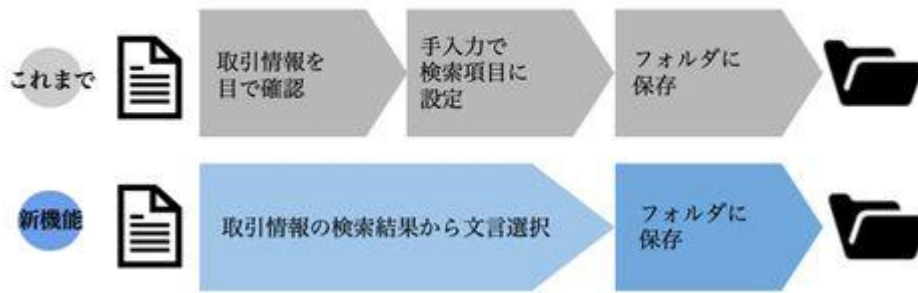 これまで
取引情報を
目で確認
手入力で
検索項目に
設定
フォルダに
保存
新機能
取引情報の検索結果から文言選択
フォルダに
保存